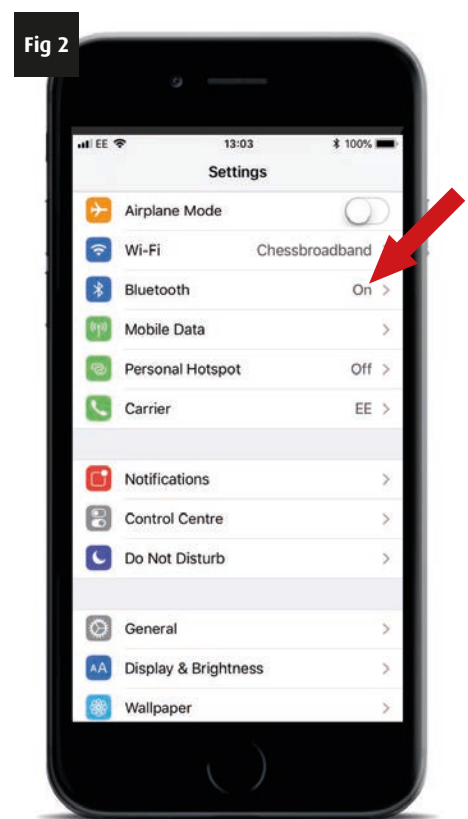 Fig 2
EE 13:03 100%
Settings
Airplane Mode
Wi-Fi Chessbroadband
Bluetooth On
Mobile Data
Personal Hotspot Off
Carrier EE
Notifications
Control Centre
Do Not Disturb
General
AA Display & Brightness
Wallpaper